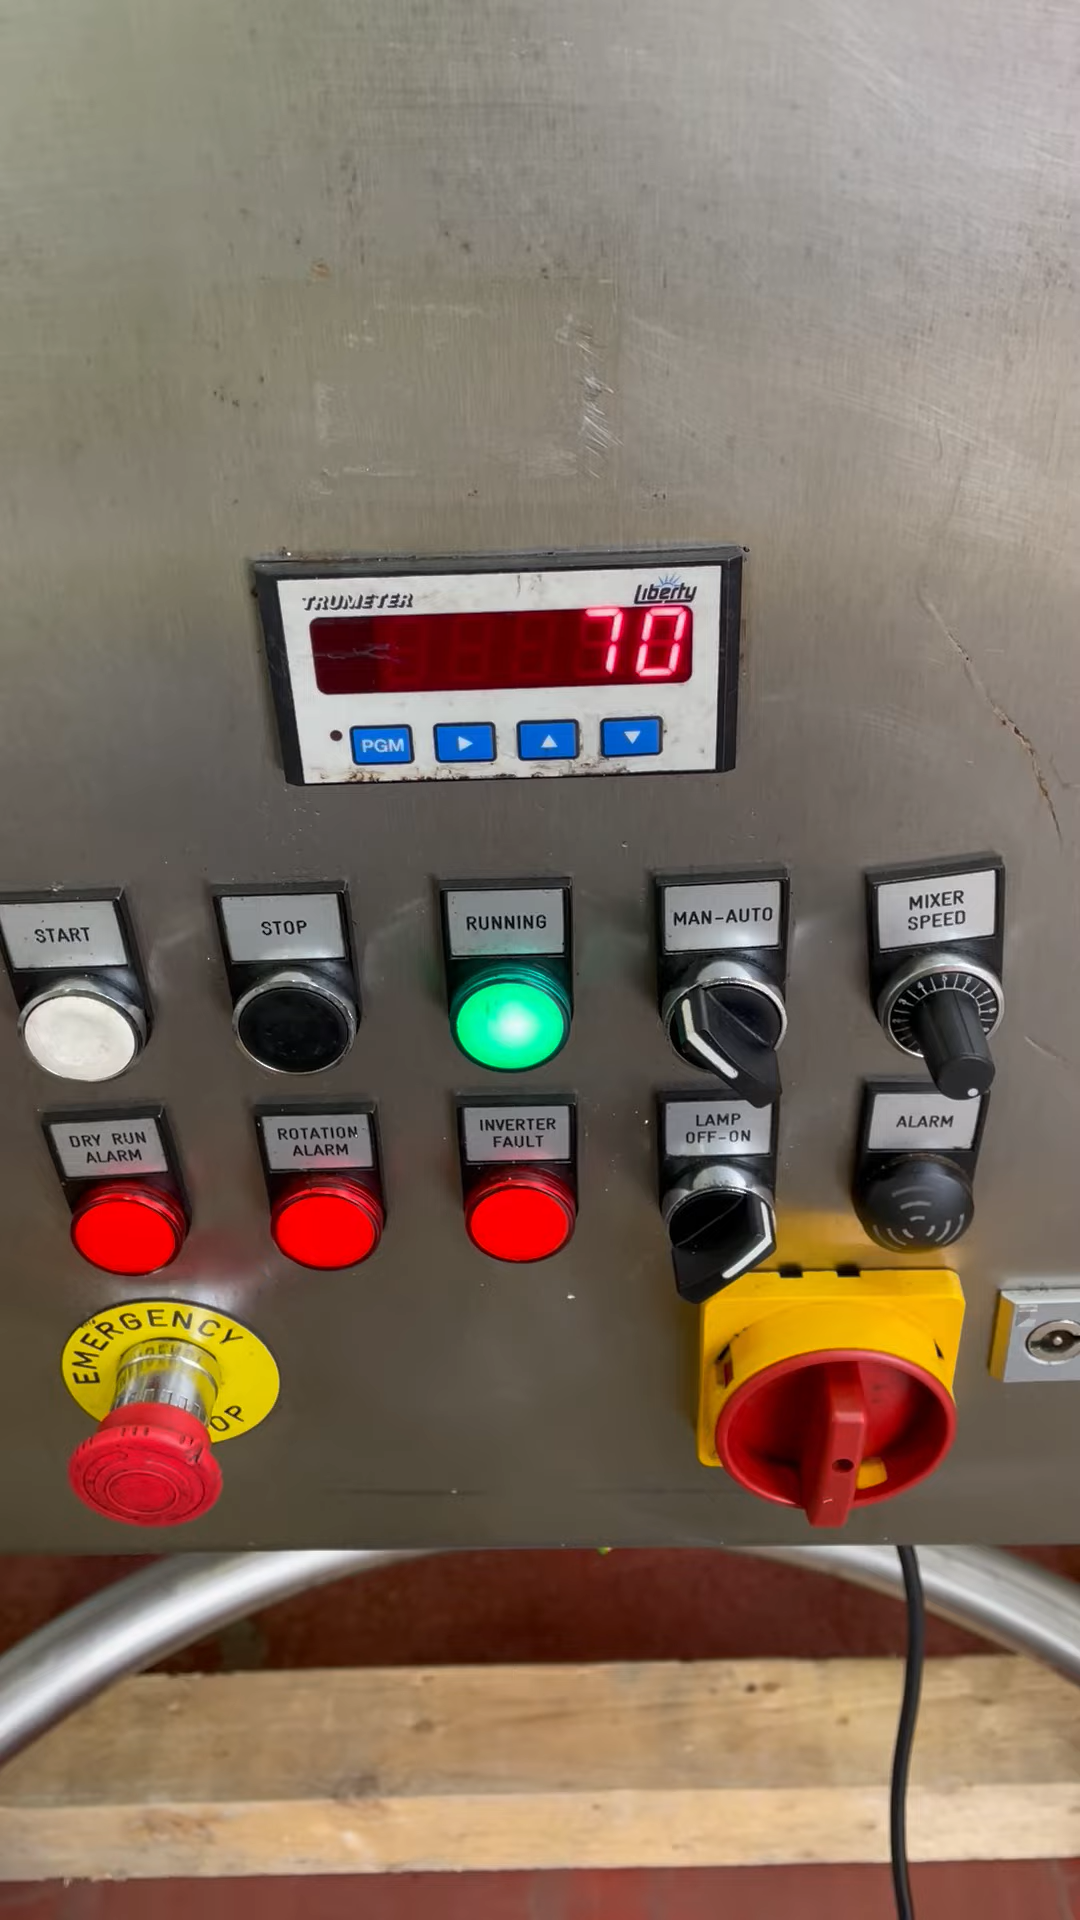 TRUMETER
Liberty
70
PGM
START
STOP
RUNNING
MAN-AUTO
MIXER
SPEED
DRY RUN
ALARM
ROTATION
ALARM
INVERTER
FAULT
LAMP
OFF-ON
ALARM
EMERGENCY
OP